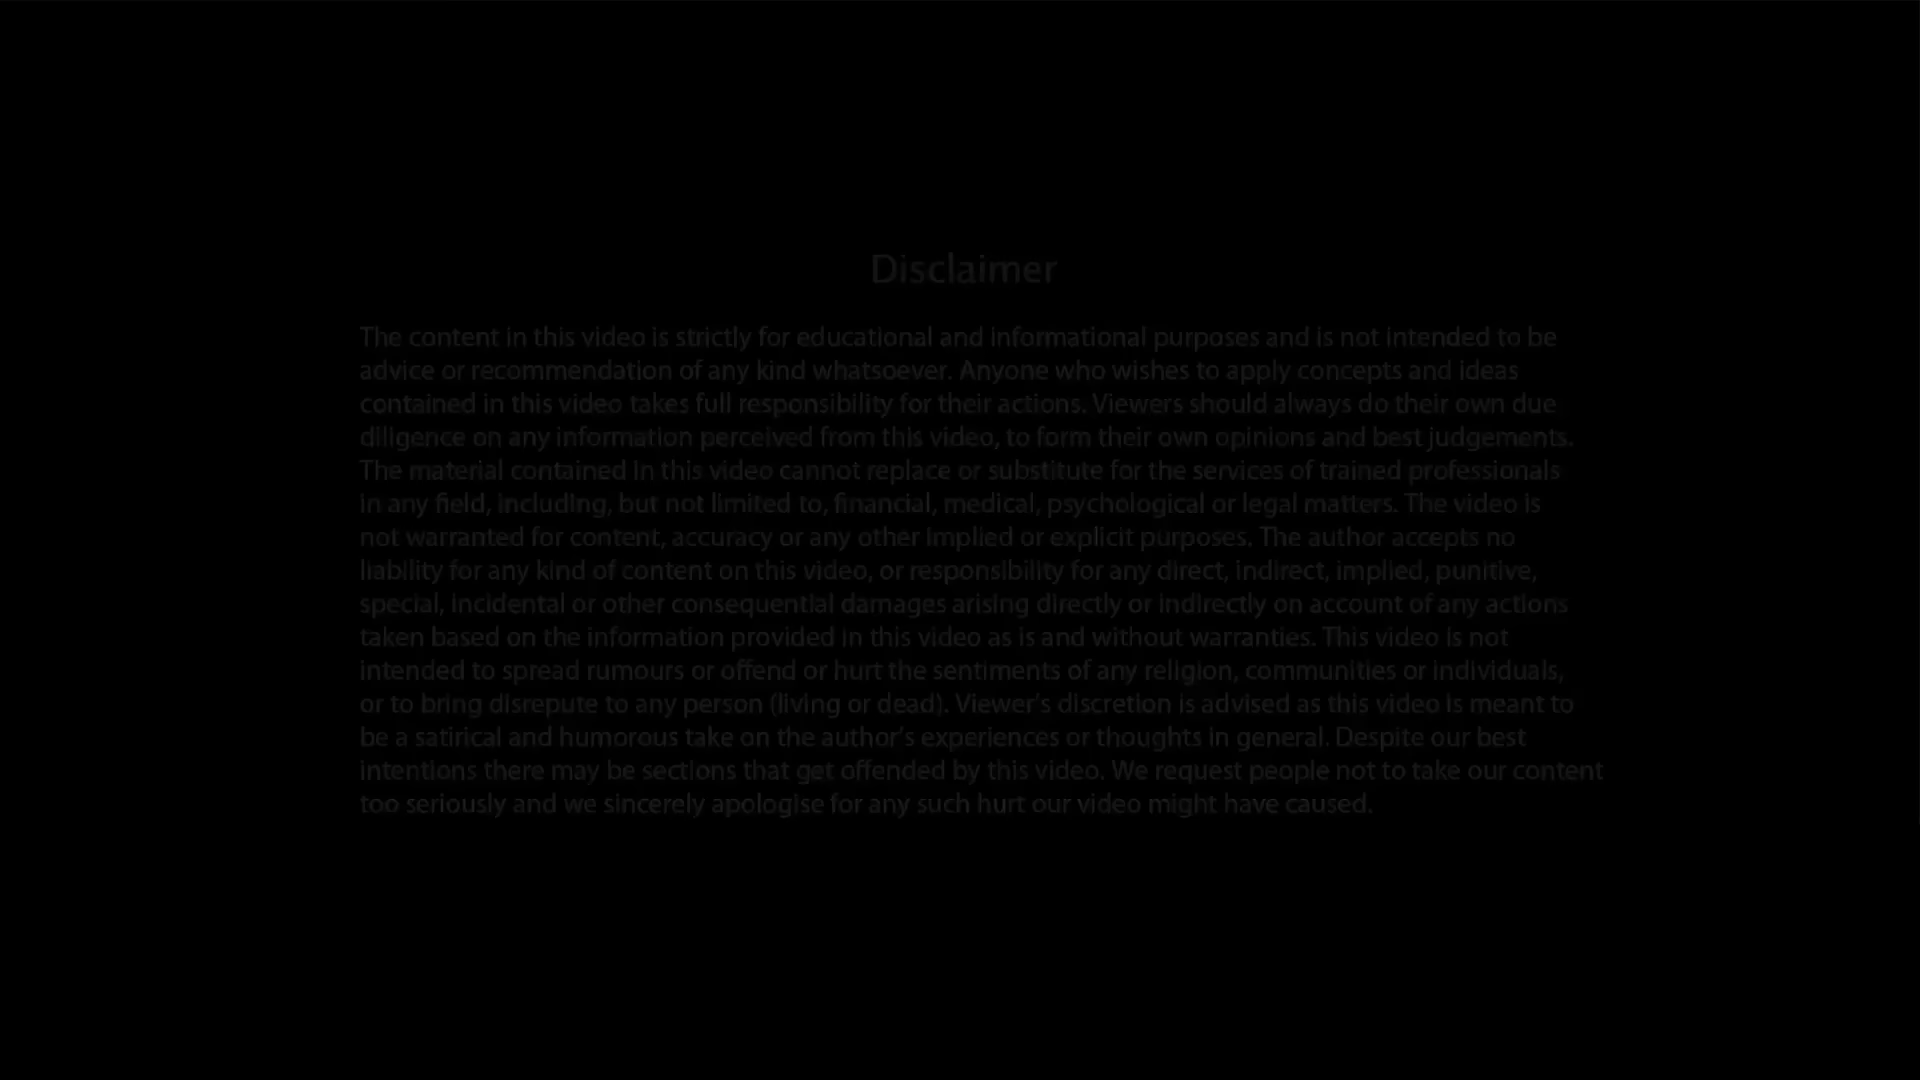 Disclaimer
The content in this video is strictly for educational and informational purposes and is not intended to be
advice or recommendation of any kind whatsoever. Anyone who wishes to apply concepts and ideas
contained in this video takes full responsibility for their actions. Viewers should always do their own due
diligence on any information perceived from this video, to form their own opinions and best judgements.
The material contained in this video cannot replace or substitute for the services of trained professionals
in any field, including, but not limited to, financial, medical, psychological or legal matters. The video is
not warranted for content, accuracy or any other implied or explicit purposes. The author accepts no
liability for any kind of content on this video, or responsibility for any direct, indirect, implied, punitive,
special, incidental or other consequential damages arising directly or indirectly on account of any actions
taken based on the information provided in this video as is and without warranties. This video is not
intended to spread rumours or offend or hurt the sentiments of any religion, communities or individuals,
or to bring disrepute to any person (living or dead). Viewer's discretion is advised as this video is meant to
be a satirical and humorous take on the author's experiences or thoughts in general. Despite our best
intentions there may be sections that get offended by this video. We request people not to take our content
too seriously and we sincerely apologise for any such hurt our video might have caused.